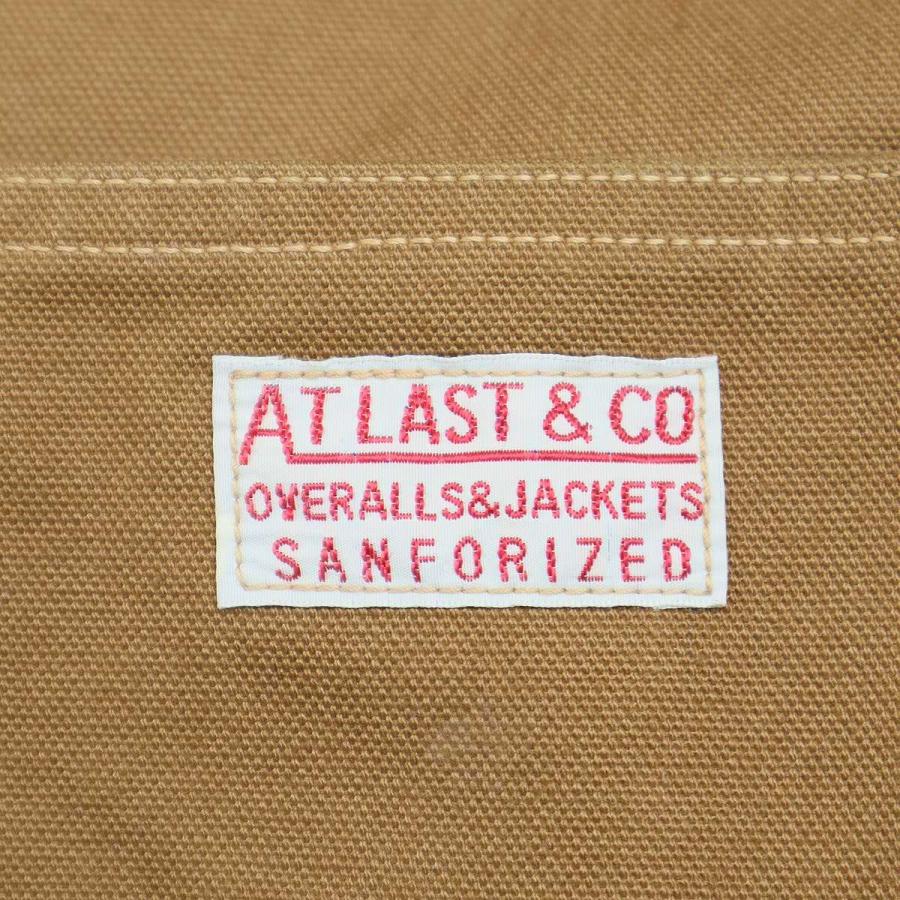 AT LAST & CO
OVERALLS & JACKETS
SANFORIZED